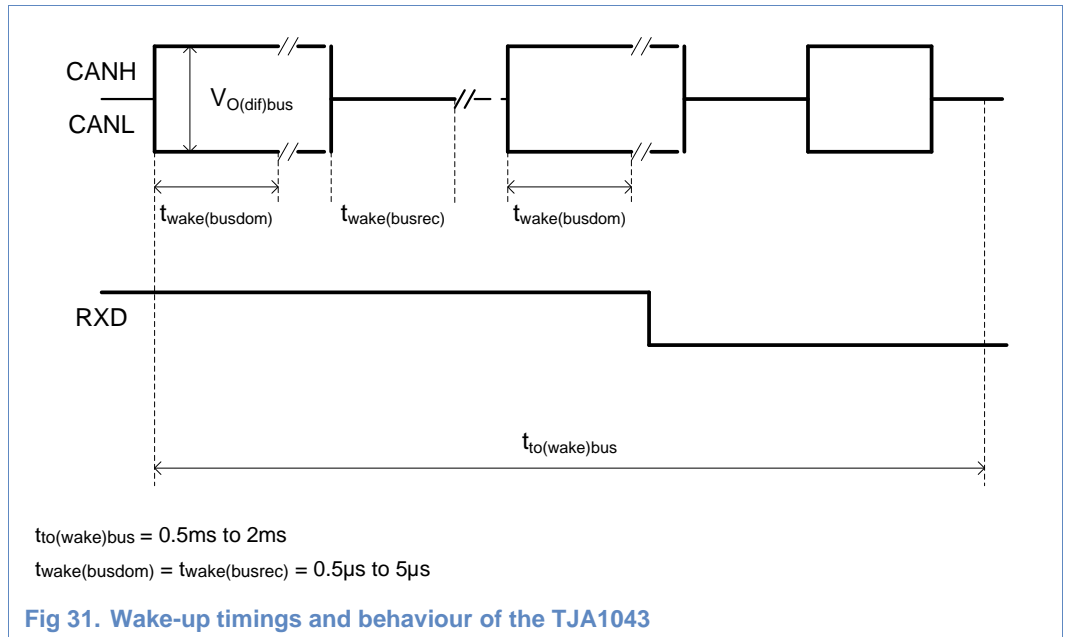 CANH
CANL
VO(dif)bus
twake(busdom)
twake(busrec)
twake(busdom)
RXD
tto(wake)bus
tto(wake)bus = 0.5ms to 2ms
twake(busdom) = twake(busrec) = 0.5µs to 5µs
Fig 31. Wake-up timings and behaviour of the TJA1043